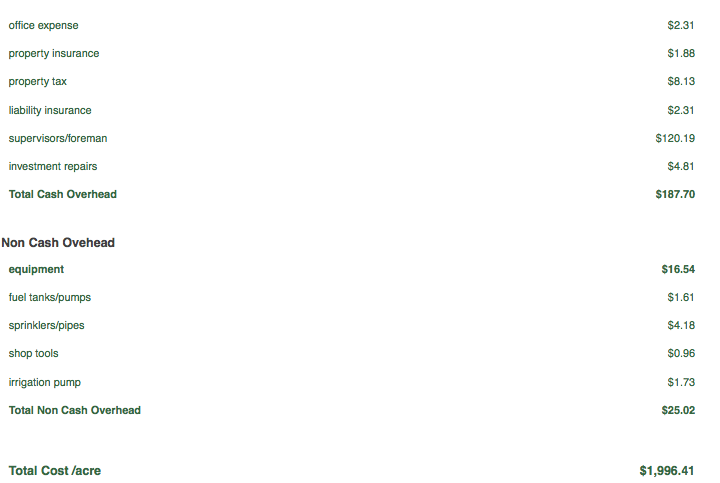 office expense $2.31
property insurance $1.88
property tax $8.13
liability insurance $2.31
supervisors/foreman $120.19
investment repairs $4.81
Total Cash Overhead $187.70
Non Cash Ovehead
equipment $16.54
fuel tanks/pumps $1.61
sprinklers/pipes $4.18
shop tools $0.96
irrigation pump $1.73
Total Non Cash Overhead $25.02
Total Cost /acre $1,996.41